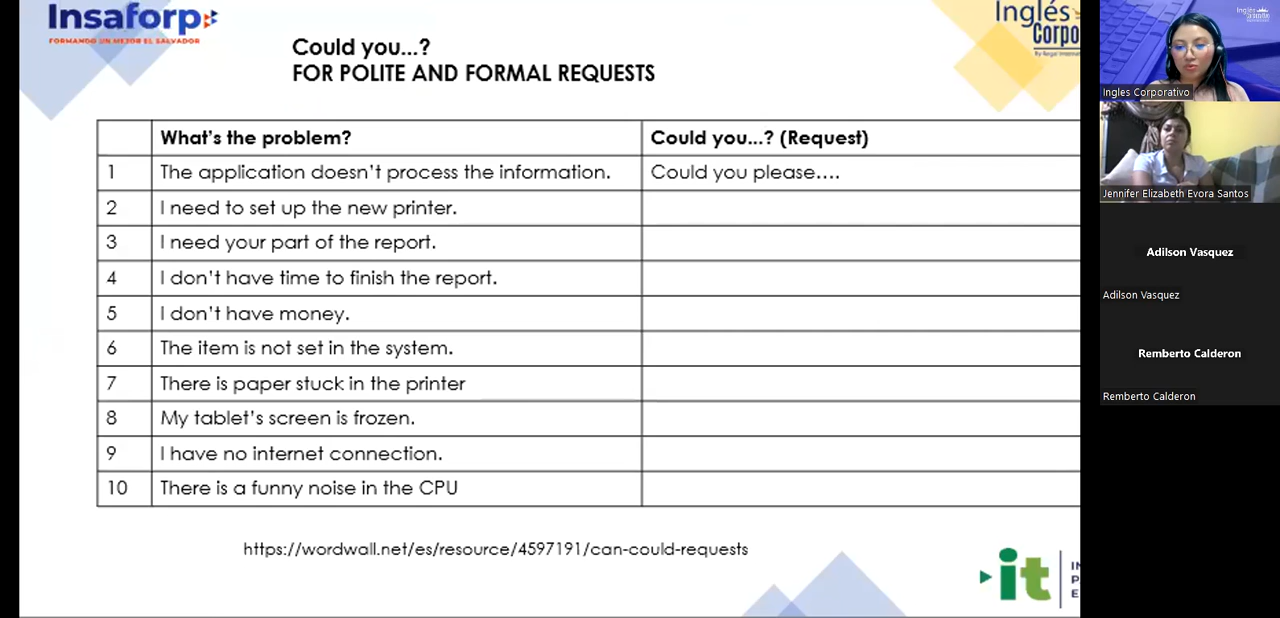 Insaforp
FORMANDO UN MEJOR EL SALVADOR
Inglés
Corpo
Could you...?
FOR POLITE AND FORMAL REQUESTS
What's the problem? Could you...? (Request)
1 The application doesn't process the information. Could you please....
2 I need to set up the new printer.
3 I need your part of the report.
4 I don't have time to finish the report.
5 I don't have money.
6 The item is not set in the system.
7 There is paper stuck in the printer
8 My tablet's screen is frozen.
9 I have no internet connection.
10 There is a funny noise in the CPU
https://wordwall.net/es/resource/4597191/can-could-requests
it
Ingles Corporativo
Jennifer Elizabeth Evora Santos
Adilson Vasquez
Adilson Vasquez
Remberto Calderon
Remberto Calderon